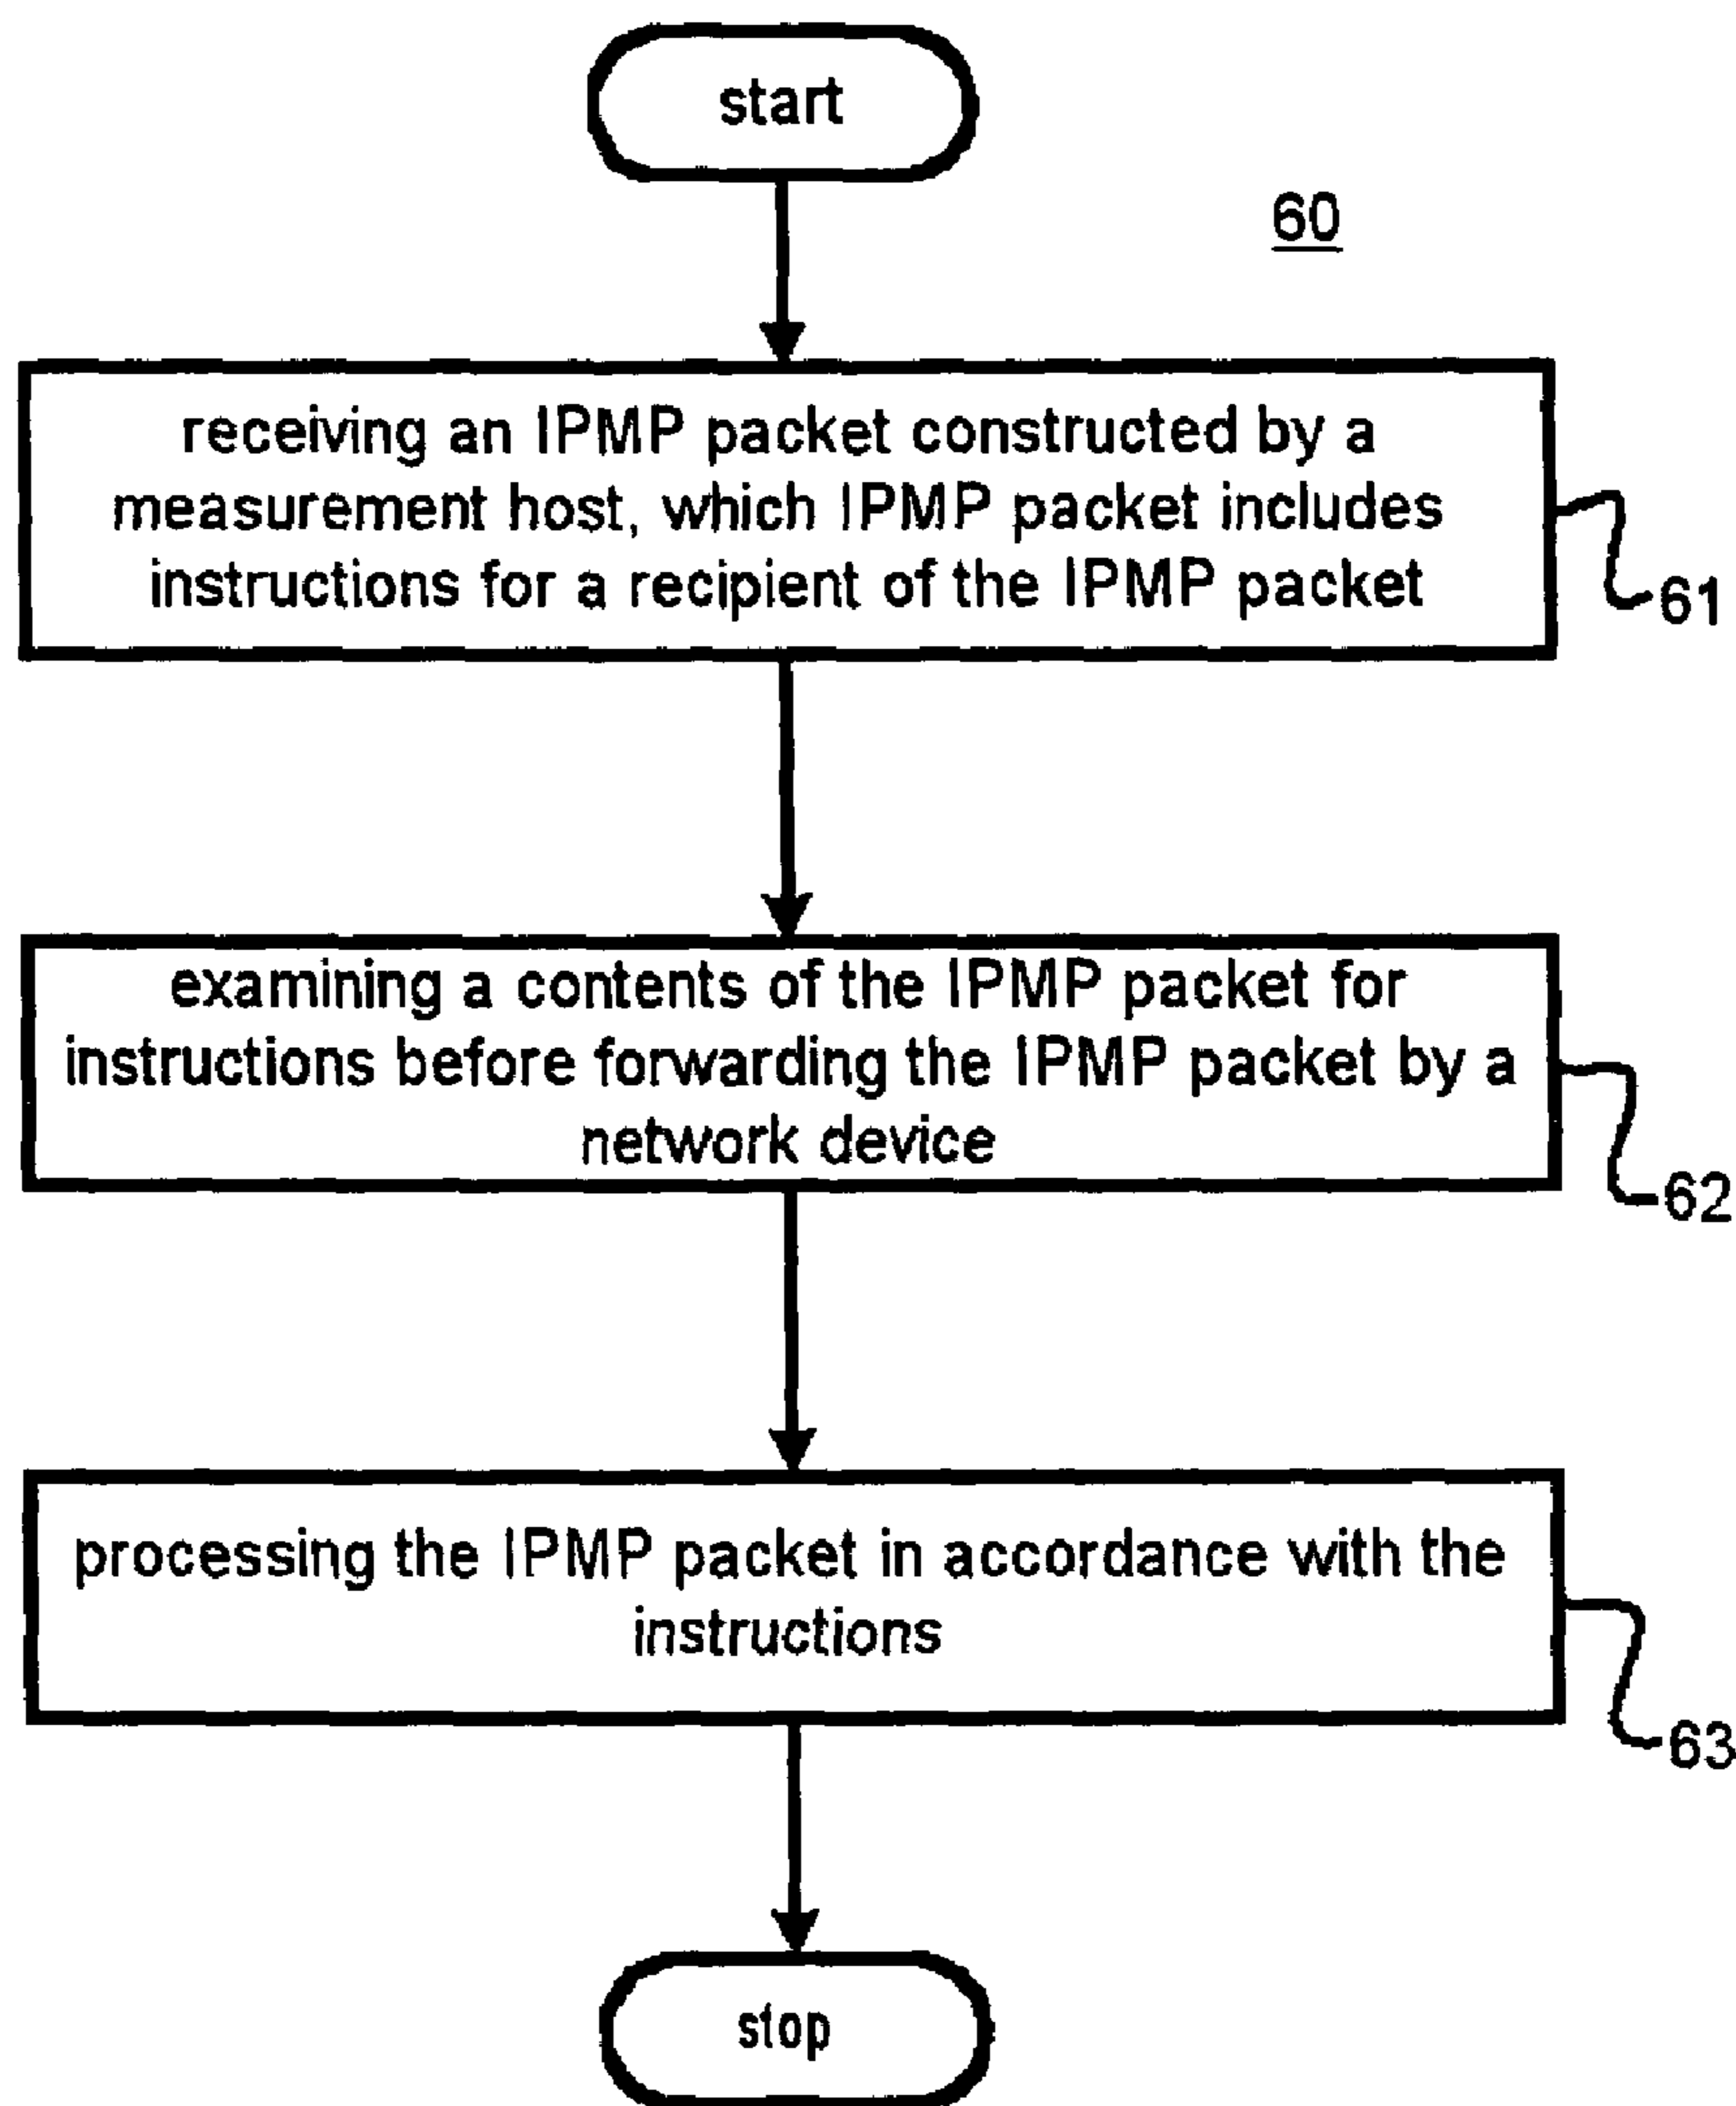 start
60
receiving an IPMP packet constructed by a
measurement host, which IPMP packet includes
instructions for a recipient of the IPMP packet
61
examining a contents of the IPMP packet for
instructions before forwarding the IPMP packet by a
network device
62
processing the IPMP packet in accordance with the
instructions
63
stop